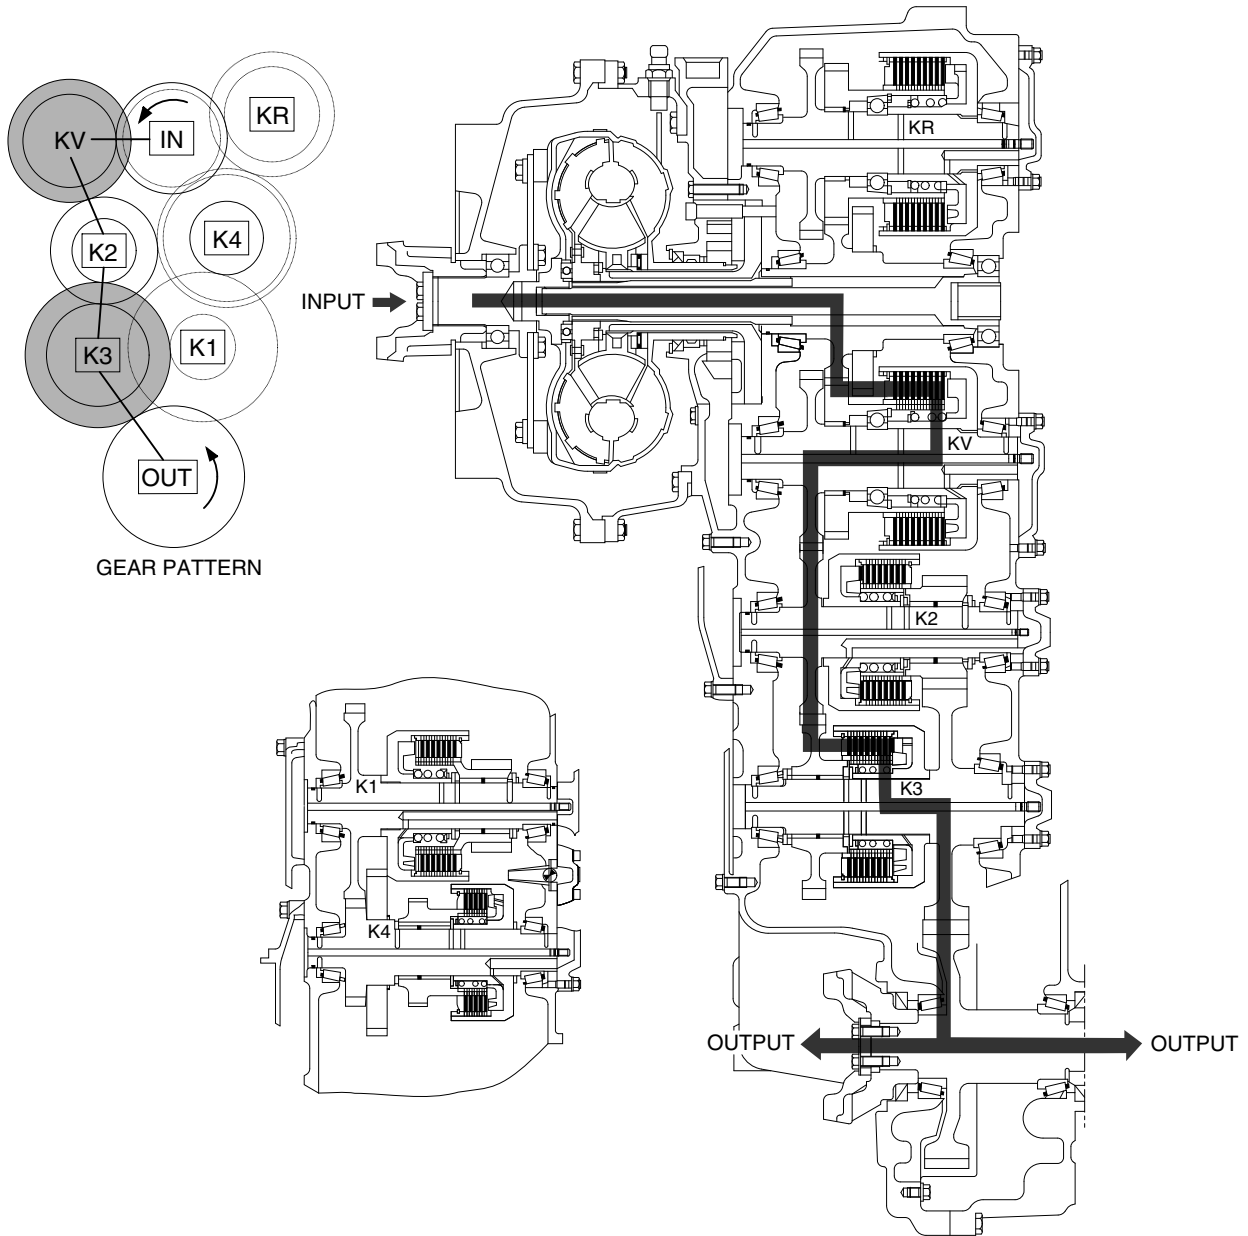 KR
KV
IN
K2
K4
K3
K1
OUT
GEAR PATTERN
INPUT
KR
KV
K2
K3
K1
K4
OUTPUT
OUTPUT